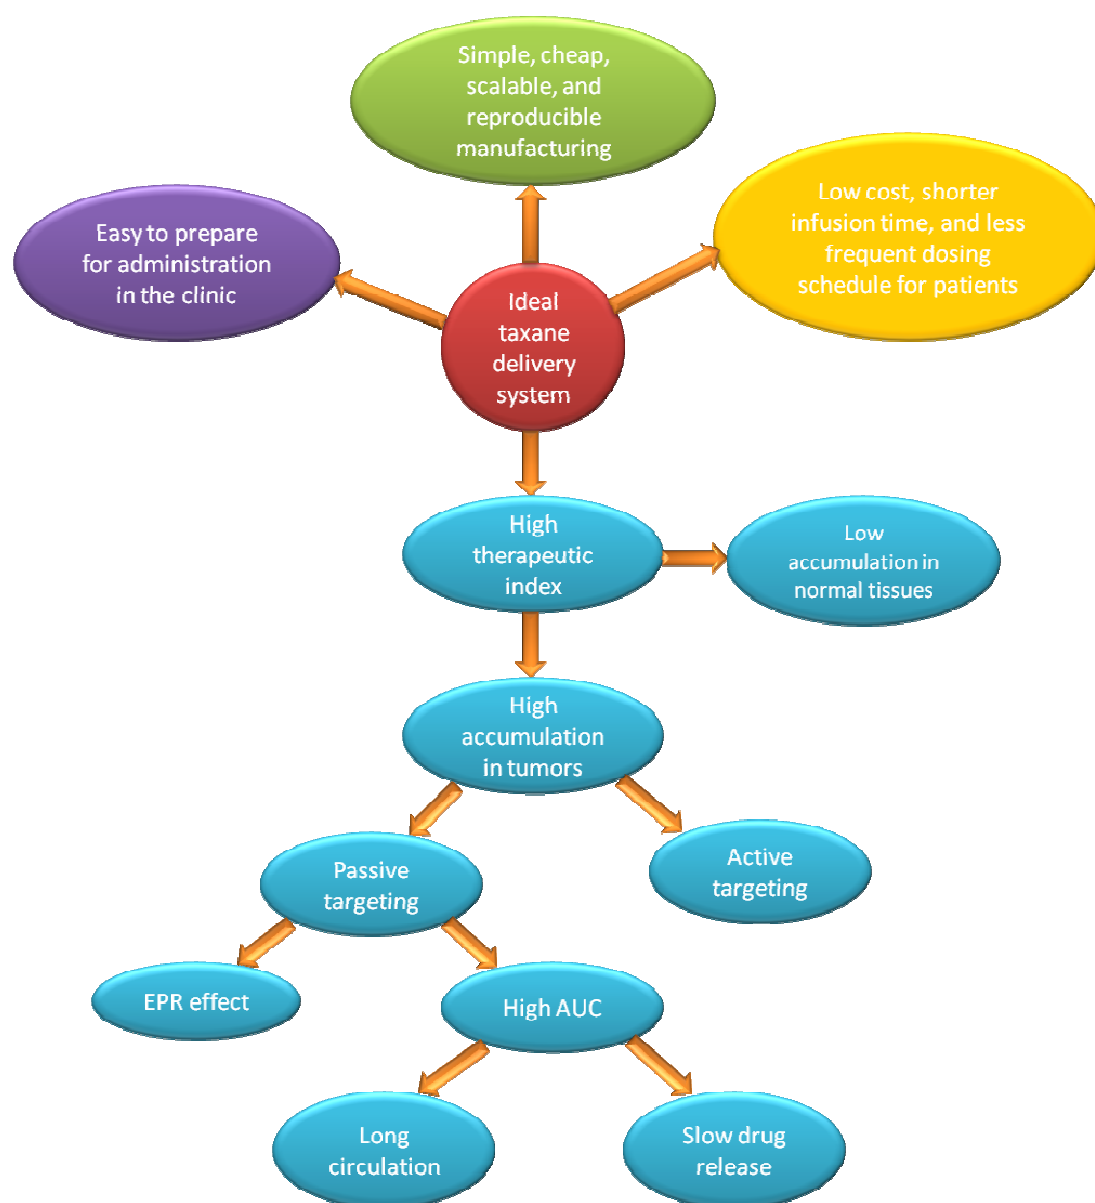 Simple, cheap,
scalable, and
reproducible
manufacturing
Low cost, shorter
infusion time, and less
frequent dosing
schedule for patients
Easy to prepare
for administration
in the clinic
Ideal
taxane
delivery
system
High
therapeutic
index
Low
accumulation in
normal tissues
High
accumulation
in tumors
Passive
targeting
Active
targeting
EPR effect
High AUC
Long
circulation
Slow drug
release